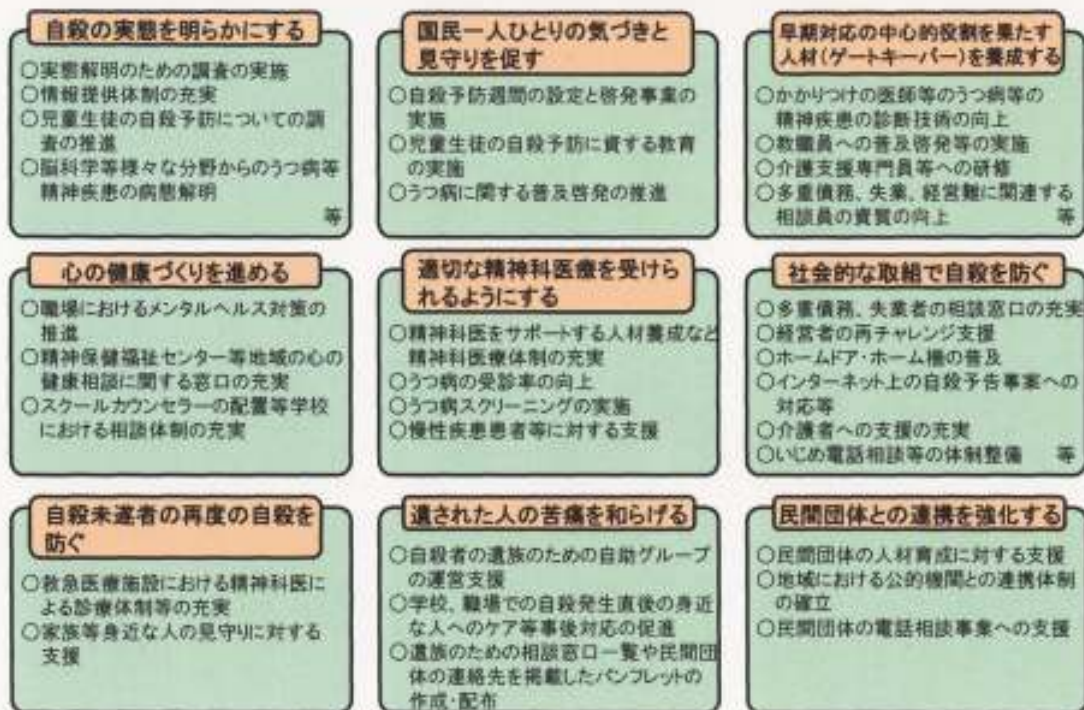 自殺の実態を明らかにする
○実態解明のための調査の実施
○情報提供体制の充実
○児童生徒の自殺予防についての調
査の推進
○脳科学等様々な分野からのうつ病等
精神疾患の病態解明
等
国民一人ひとりの気づきと
見守りを促す
○自殺予防週間の設定と啓発事業の
実施
○児童生徒の自殺予防に資する教育
の実施
○うつ病に関する普及啓発の推進
早期対応の中心的役割を果たす
人材(ゲートキーパー)を養成する
○かかりつけの医師等のうつ病等の
精神疾患の診断技術の向上
○教職員への普及啓発等の実施
○介護支援専門員等への研修
○多重債務、失業、経営難に関連する
相談員の資質の向上 等
心の健康づくりを進める
○職場におけるメンタルヘルス対策の
推進
○精神保健福祉センター等地域の心の
健康相談に関する窓口の充実
○スクールカウンセラーの配置等学校
における相談体制の充実
適切な精神科医療を受けら
れるようにする
○精神科医をサポートする人材養成など
精神科医療体制の充実
○うつ病の受診率の向上
○うつ病スクリーニングの実施
○慢性疾患患者等に対する支援
社会的な取組で自殺を防ぐ
○多重債務、失業者の相談窓口の充実
○経営者の再チャレンジ支援
○ホームドア・ホーム柵の普及
○インターネット上の自殺予告事案への
対応等
○介護者への支援の充実
○いじめ電話相談等の体制整備 等
自殺未遂者の再度の自殺を
防ぐ
○救急医療施設における精神科医に
よる診療体制等の充実
○家族等身近な人の見守りに対する
支援
遺された人の苦痛を和らげる
○自殺者の遺族のための自助グループ
の運営支援
○学校、職場での自殺発生直後の身近
な人へのケア等事後対応の促進
○遺族のための相談窓口一覧や民間団
体の連絡先を掲載したパンフレットの
作成・配布
民間団体との連携を強化する
○民間団体の人材育成に対する支援
○地域における公的機関との連携体制
の確立
○民間団体の電話相談事業への支援